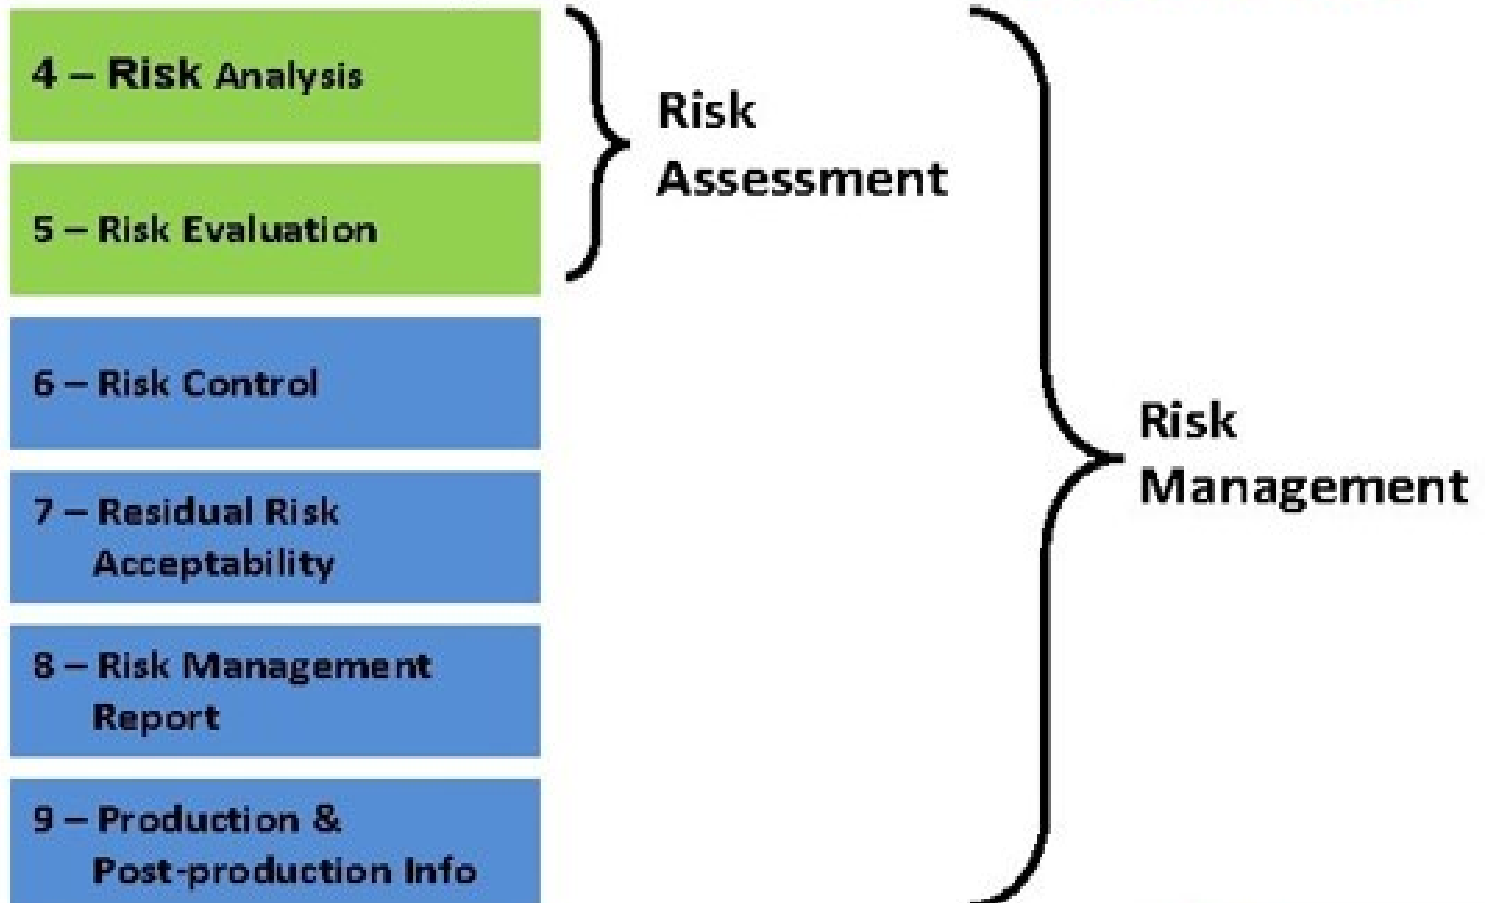 4 – Risk Analysis
5 – Risk Evaluation
6 – Risk Control
7 – Residual Risk
Acceptability
8 – Risk Management
Report
9 – Production &
Post-production Info
Risk
Assessment
Risk
Management